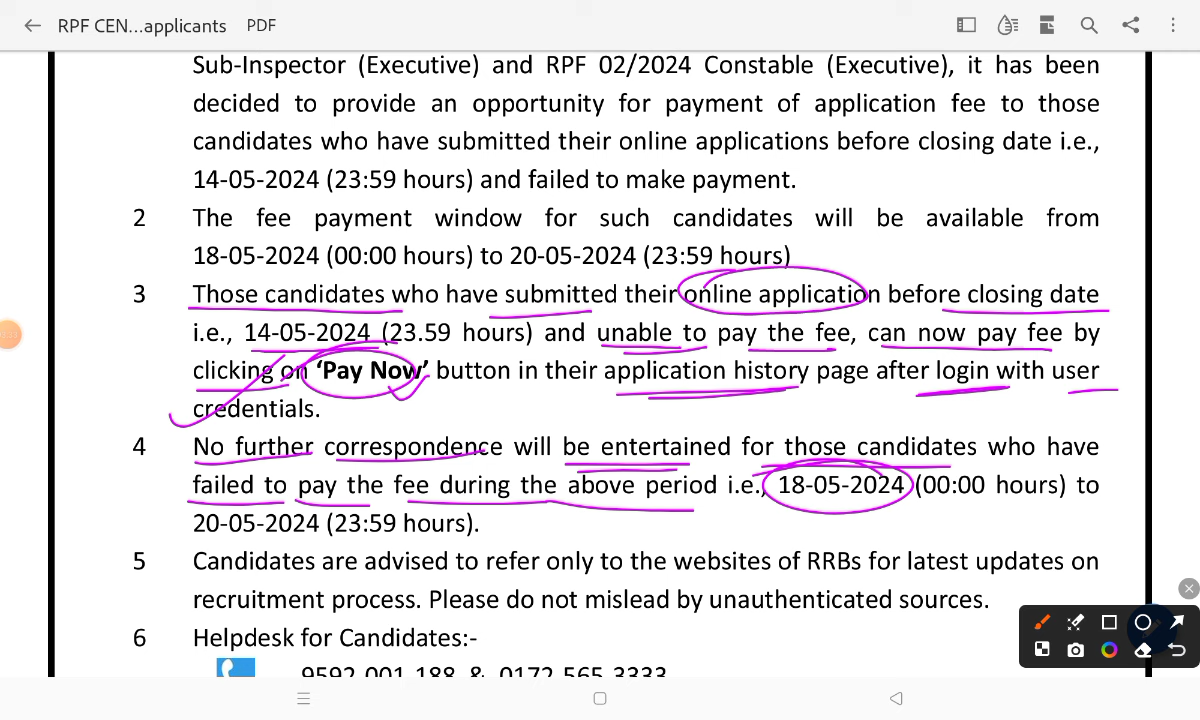 RPF CEN...applicants PDF
Sub-Inspector (Executive) and RPF 02/2024 Constable (Executive), it has been
decided to provide an opportunity for payment of application fee to those
candidates who have submitted their online applications before closing date i.e.,
14-05-2024 (23:59 hours) and failed to make payment.
2 The fee payment window for such candidates will be available from
18-05-2024 (00:00 hours) to 20-05-2024 (23:59 hours)
3 Those candidates who have submitted their online application before closing date
i.e., 14-05-2024 (23.59 hours) and unable to pay the fee, can now pay fee by
clicking on ‘Pay Now’ button in their application history page after login with user
credentials.
4 No further correspondence will be entertained for those candidates who have
failed to pay the fee during the above period i.e., 18-05-2024 (00:00 hours) to
20-05-2024 (23:59 hours).
5 Candidates are advised to refer only to the websites of RRBs for latest updates on
recruitment process. Please do not mislead by unauthenticated sources.
6 Helpdesk for Candidates:-
9592 001 188 & 0172 565 3333